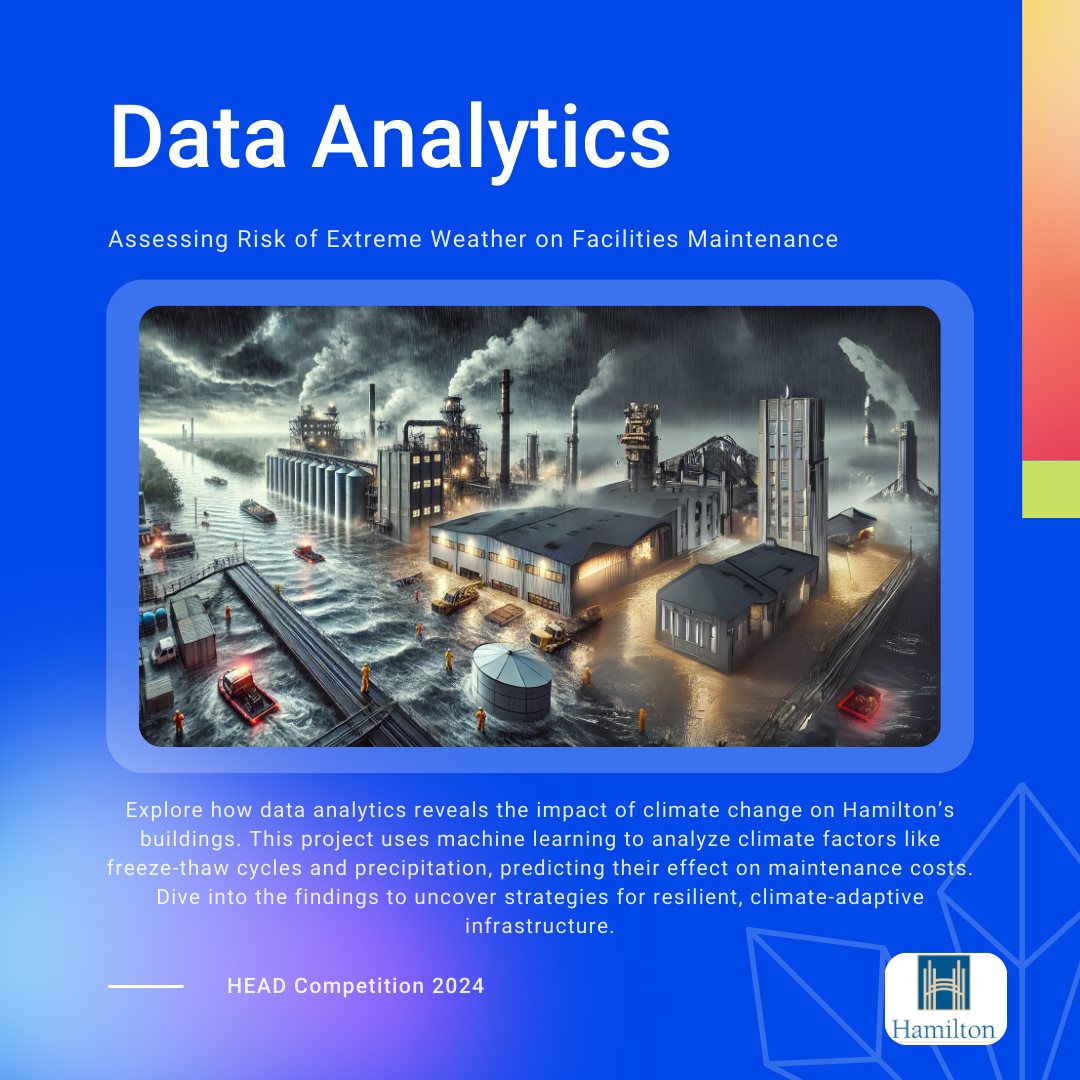 Data Analytics
Assessing Risk of Extreme Weather on Facilities Maintenance
Explore how data analytics reveals the impact of climate change on Hamilton’s
buildings. This project uses machine learning to analyze climate factors like
freeze-thaw cycles and precipitation, predicting their effect on maintenance costs.
Dive into the findings to uncover strategies for resilient, climate-adaptive
infrastructure.
HEAD Competition 2024
Hamilton